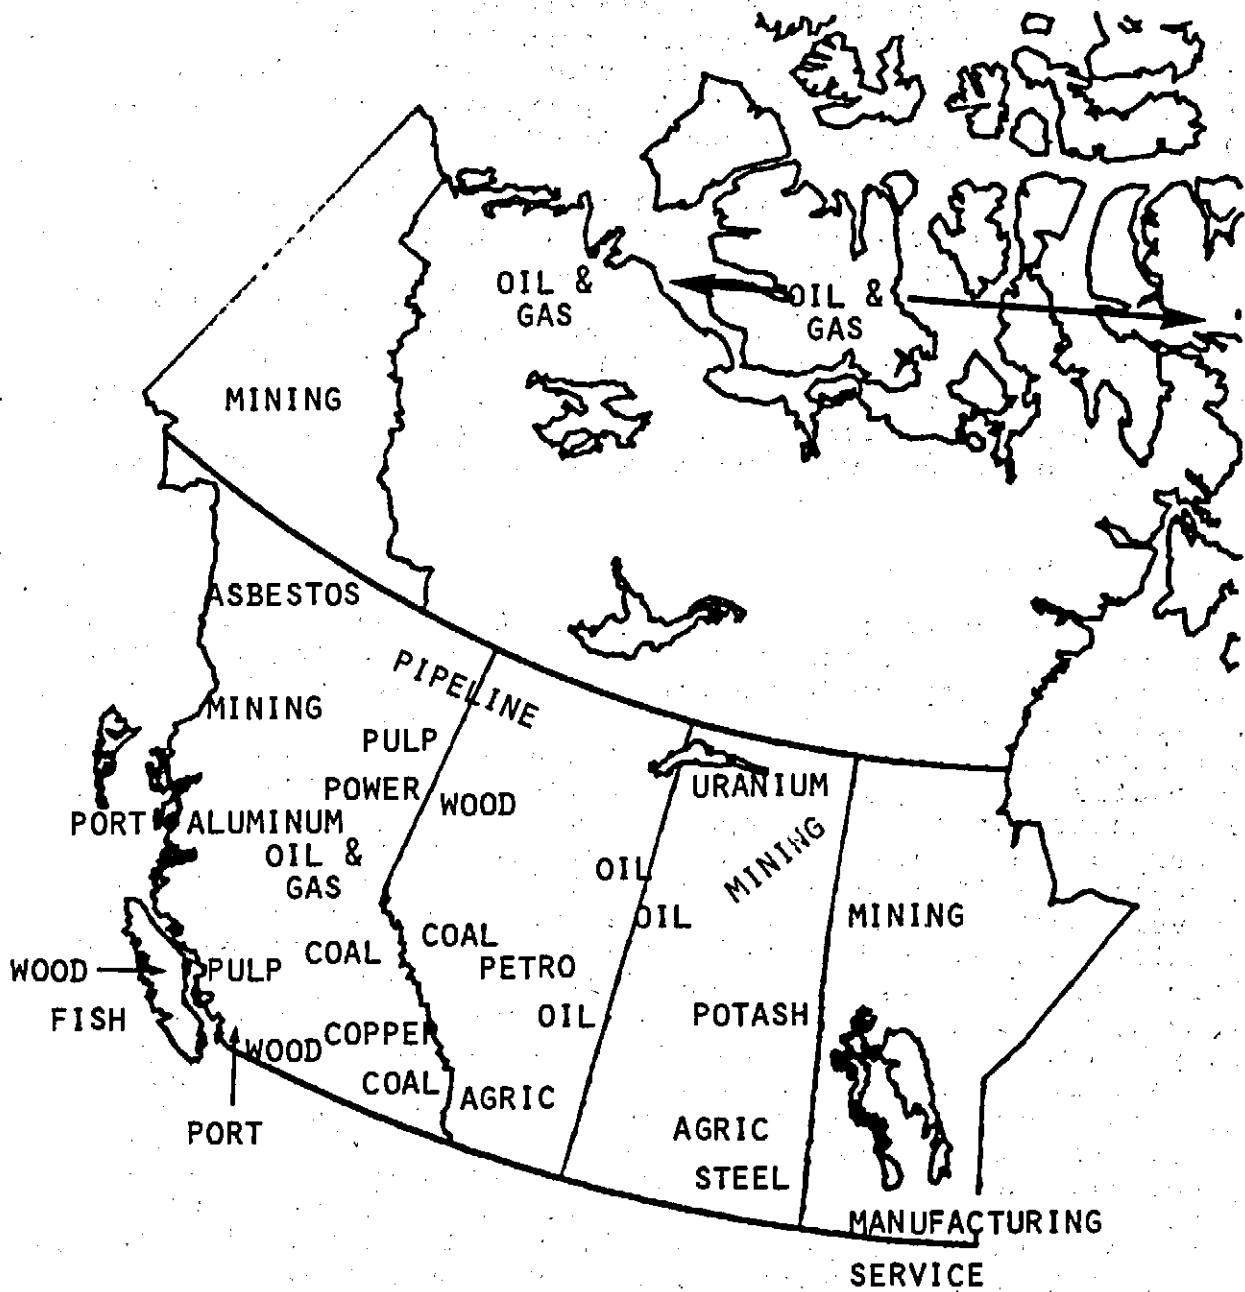 OIL &
GAS
OIL &
GAS
MINING
ASBESTOS
PIPELINE
MINING
PULP
POWER
WOOD
URANIUM
PORT
ALUMINUM
OIL &
GAS
MINING
OIL
OIL
MINING
COAL
COAL
PETRO
WOOD
PULP
FISH
OIL
POTASH
WOOD
COPPER
COAL
AGRIC
PORT
AGRIC
STEEL
MANUFACTURING
SERVICE